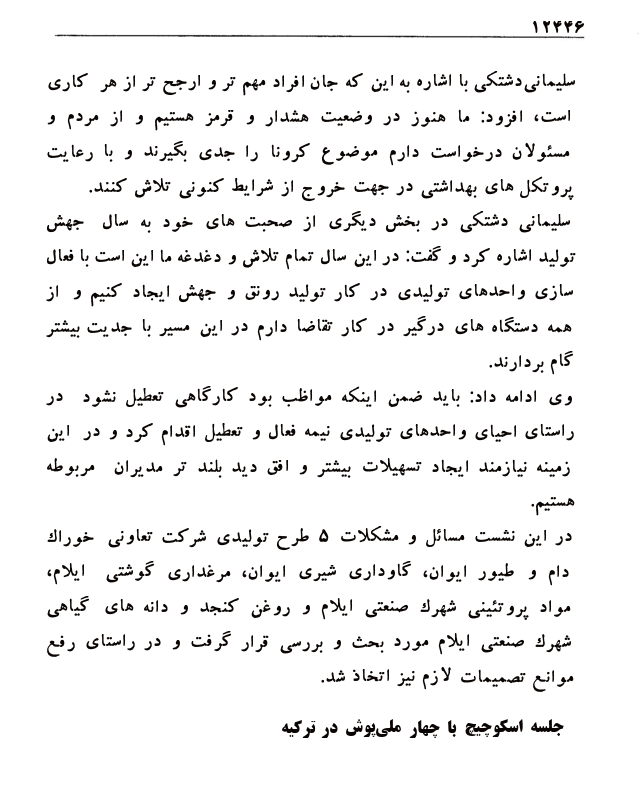 ۱۲۴۴۶
سلیمانی‌دشتکی با اشاره به این که جان افراد مهم تر و ارجح تر از هر کاری
است، افزود: ما هنوز در وضعیت هشدار و قرمز هستیم و از مردم و
مسئولان درخواست دارم موضوع کرونا را جدی بگیرند و با رعایت
پروتکل های بهداشتی در جهت خروج از شرایط کنونی تلاش کنند.
سلیمانی دشتکی در بخش دیگری از صحبت های خود به سال جهش
تولید اشاره کرد و گفت: در این سال تمام تلاش و دغدغه ما این است با فعال
سازی واحدهای تولیدی در کار تولید رونق و جهش ایجاد کنیم و از
همه دستگاه های درگیر در کار تقاضا دارم در این مسیر با جدیت بیشتر
گام بردارند.
وی ادامه داد: باید ضمن اینکه مواظب بود کارگاهی تعطیل نشود در
راستای احیای واحدهای تولیدی نیمه فعال و تعطیل اقدام کرد و در این
زمینه نیازمند ایجاد تسهیلات بیشتر و افق دید بلند تر مدیران مربوطه
هستیم.
در این نشست مسائل و مشکلات ۵ طرح تولیدی شرکت تعاونی خوراک
دام و طیور ایوان، گاوداری شیری ایوان، مرغداری گوشتی ایلام،
مواد پروتئینی شهرک صنعتی ایلام و روغن کنجد و دانه های گیاهی
شهرک صنعتی ایلام مورد بحث و بررسی قرار گرفت و در راستای رفع
موانع تصمیمات لازم نیز اتخاذ شد.
جلسه اسکوچیچ با چهار ملی‌پوش در ترکیه